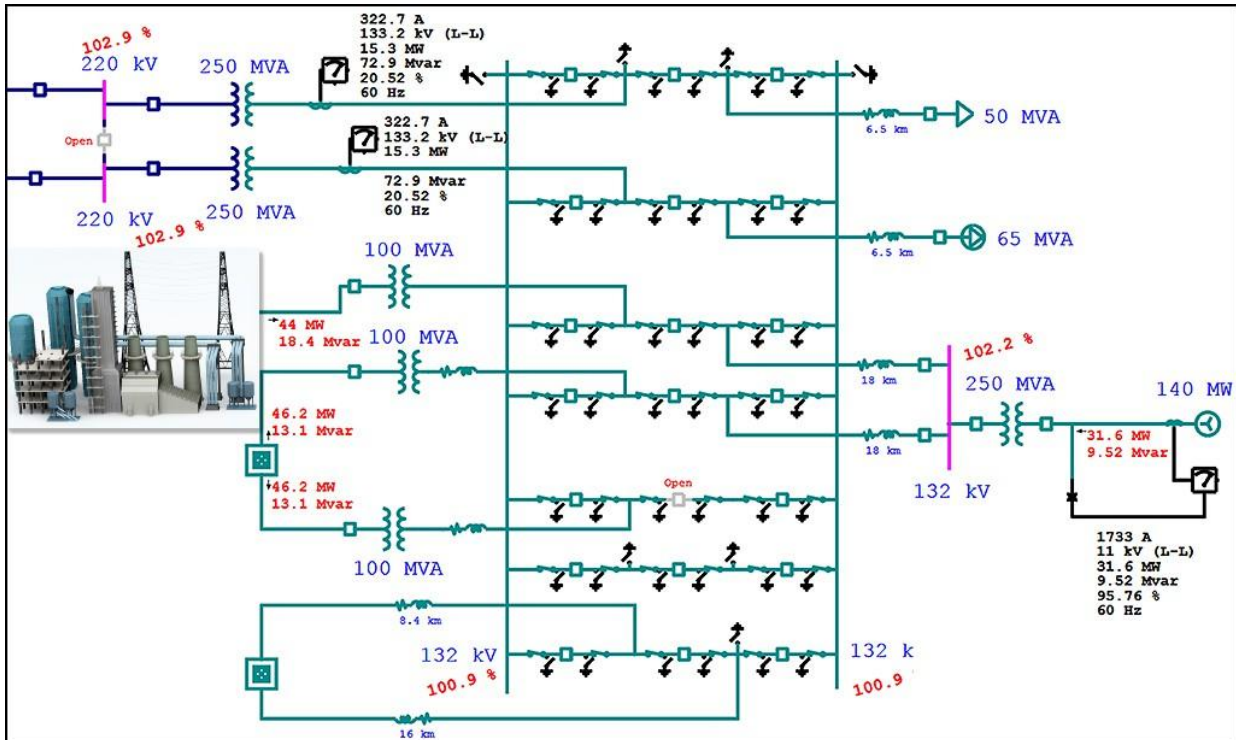 102.9 %
220 kV
250 MVA
322.7 A
133.2 kV (L-L)
15.3 MW
72.9 Mvar
20.52 %
60 Hz
Open
322.7 A
133.2 kV (L-L)
15.3 MW
72.9 Mvar
20.52 %
60 Hz
6.5 km
50 MVA
220 kV
250 MVA
102.9 %
6.5 km
65 MVA
100 MVA
44 MW
18.4 Mvar
100 MVA
18 km
102.2 %
250 MVA
140 MW
31.6 MW
9.52 Mvar
46.2 MW
13.1 Mvar
18 km
132 kV
46.2 MW
13.1 Mvar
Open
100 MVA
1733 A
11 kV (L-L)
31.6 MW
9.52 Mvar
95.76 %
60 Hz
8.4 km
132 kV
100.9 %
132 k
100.9
16 km